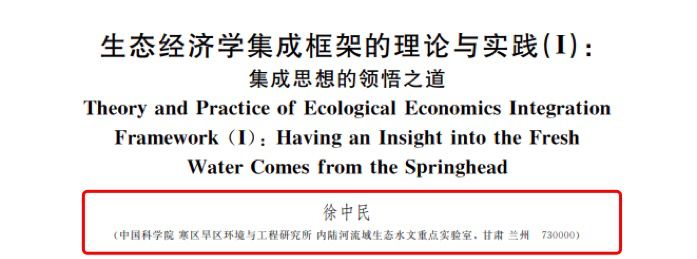 生态经济学集成框架的理论与实践(I):
集成思想的领悟之道
Theory and Practice of Ecological Economics Integration
Framework (I): Having an Insight into the Fresh
Water Comes from the Springhead
徐中民
(中国科学院 寒区旱区环境与工程研究所 内陆河流域生态水文重点实验室,甘肃 兰州 730000)